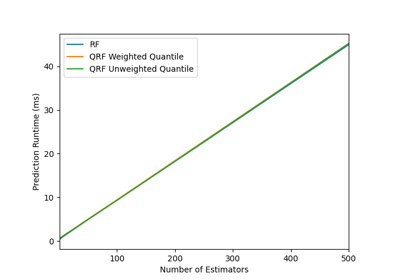 RF
QRF Weighted Quantile
QRF Unweighted Quantile
Prediction Runtime (ms)
40
30
20
10
0
100
200
300
400
500
Number of Estimators